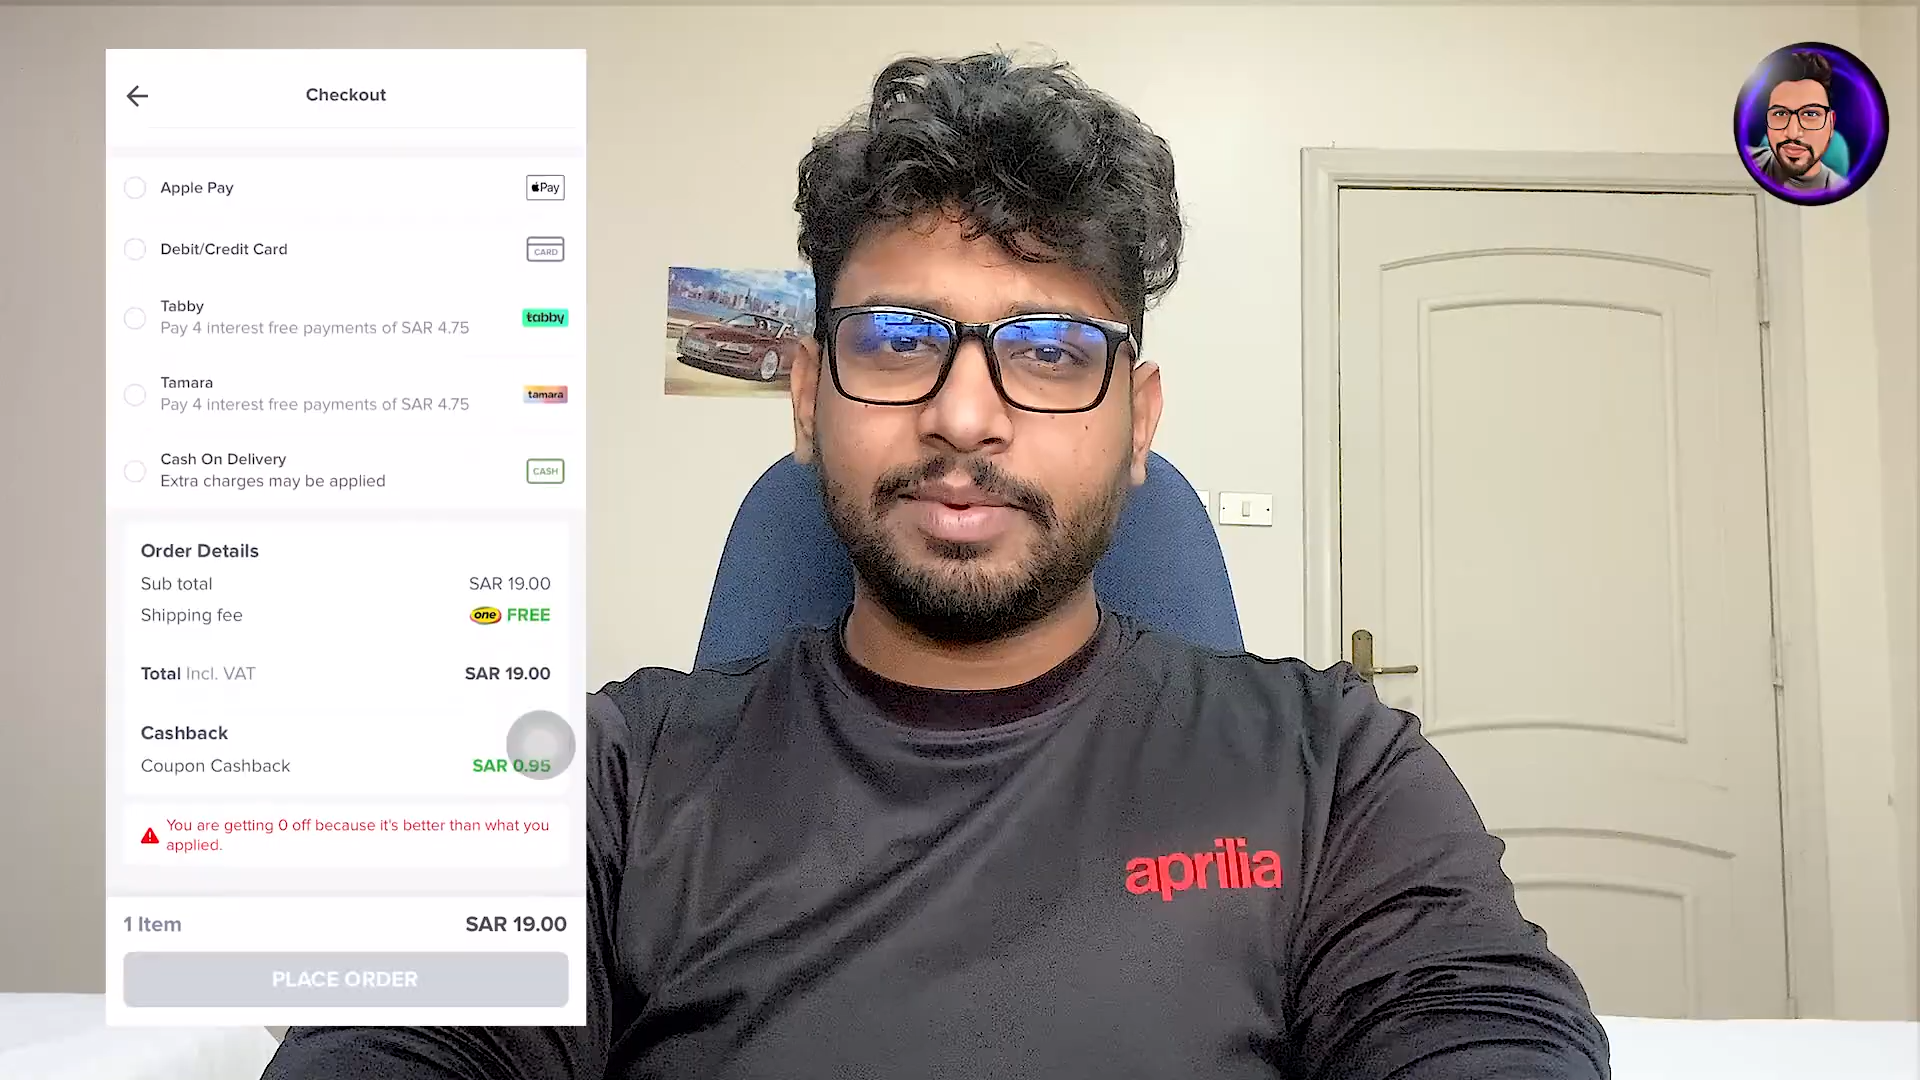 Checkout
Apple Pay
Pay
Debit/Credit Card
CARD
Tabby
Pay 4 interest free payments of SAR 4.75
tabby
Tamara
Pay 4 interest free payments of SAR 4.75
tamara
Cash On Delivery
Extra charges may be applied
CASH
Order Details
Sub total SAR 19.00
Shipping fee one FREE
Total Incl. VAT SAR 19.00
Cashback
Coupon Cashback SAR 0.95
You are getting 0 off because it's better than what you
applied.
1 Item SAR 19.00
PLACE ORDER
aprilia